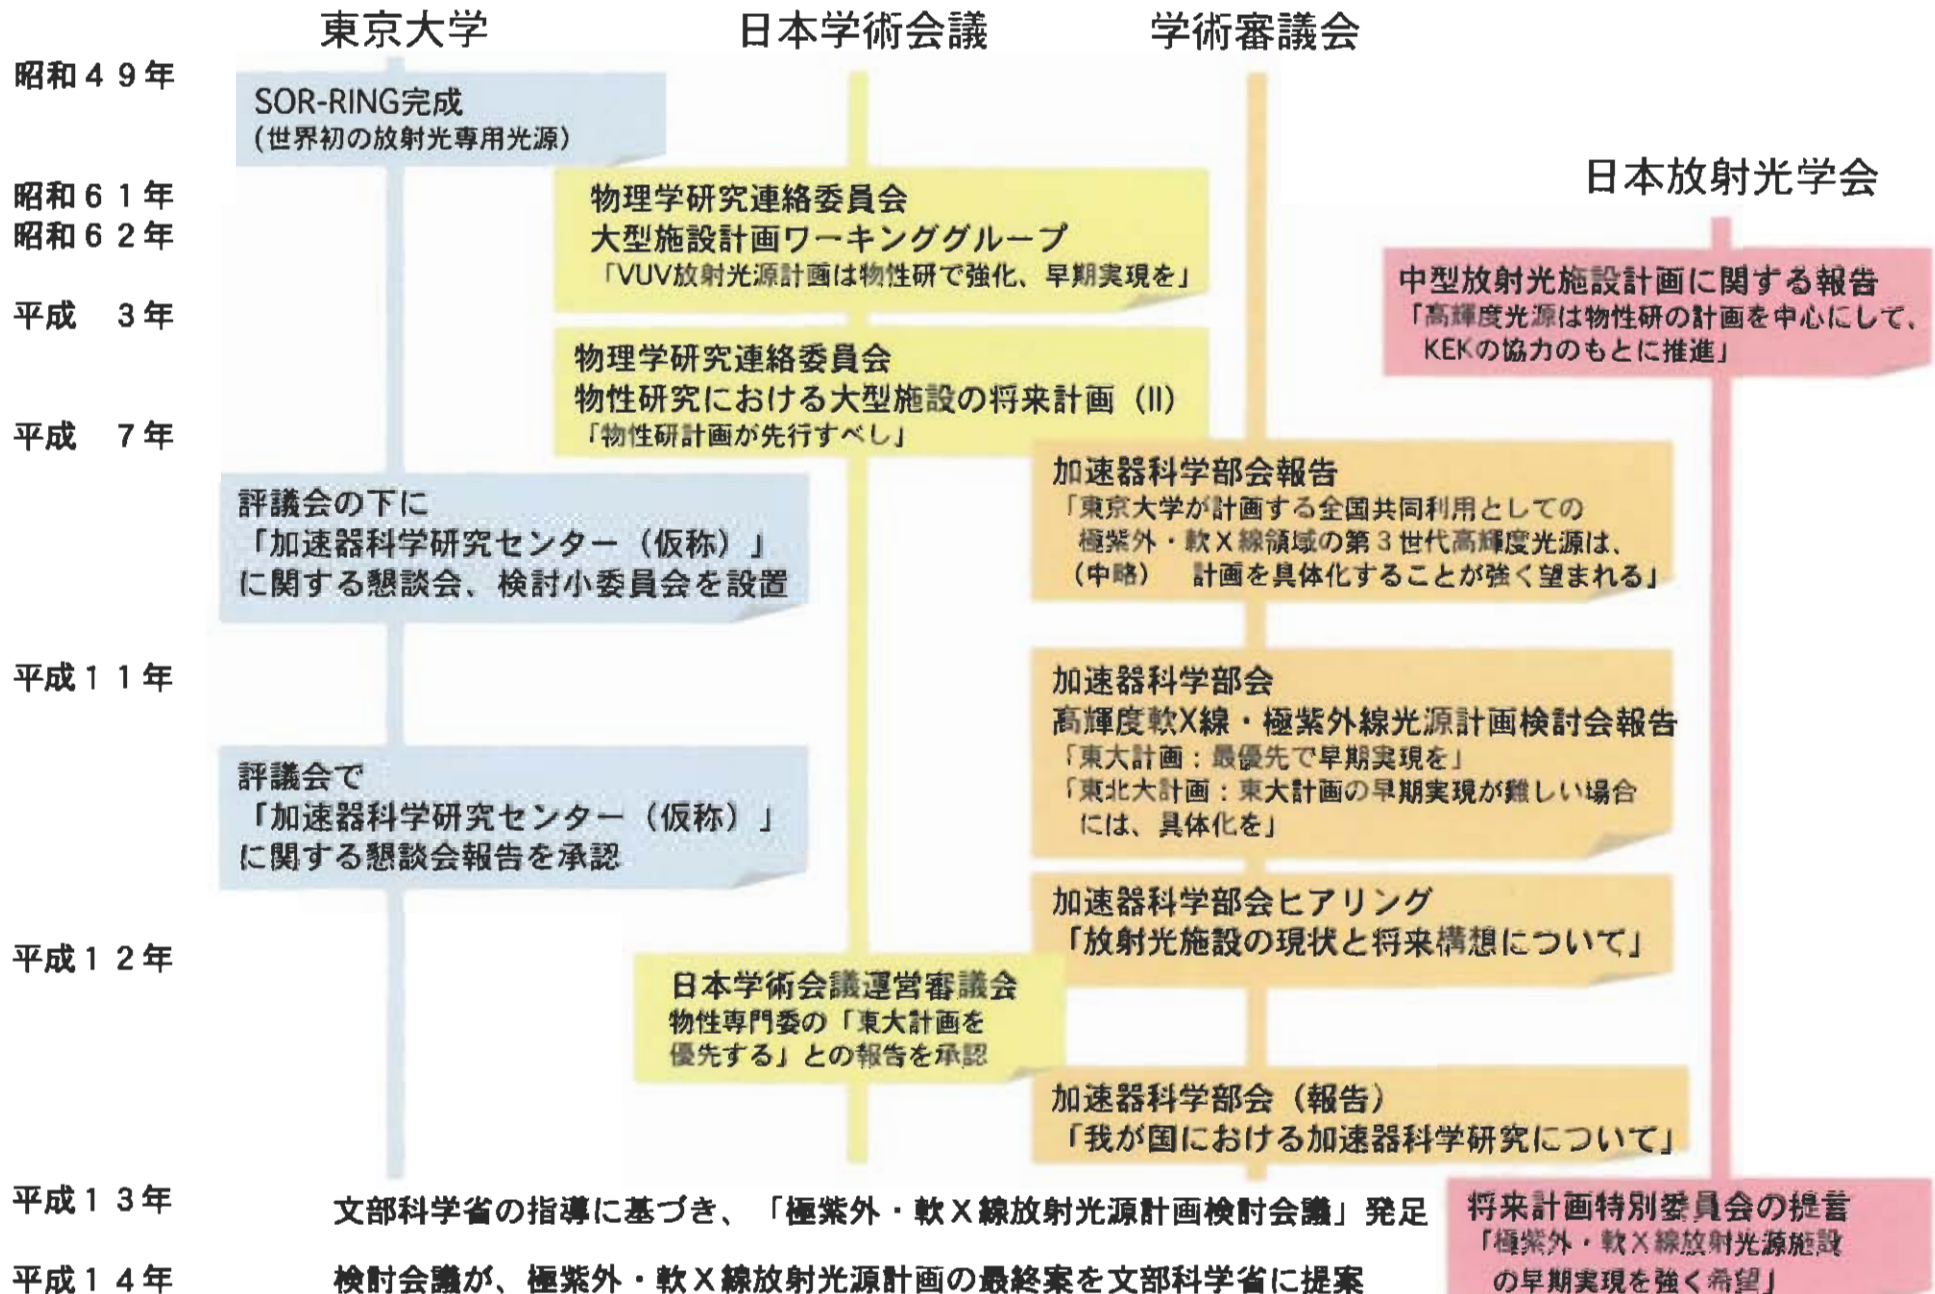 東京大学
日本学術会議
学術審議会
日本放射光学会
昭和49年
SOR-RING完成
(世界初の放射光専用光源)
昭和61年
昭和62年
物理学研究連絡委員会
大型施設計画ワーキンググループ
「VUV放射光源計画は物性研で強化、早期実現を」
中型放射光施設計画に関する報告
「高輝度光源は物性研の計画を中心にして、
KEKの協力のもとに推進」
平成 3年
物理学研究連絡委員会
物性研究における大型施設の将来計画（II）
「物性研計画が先行すべし」
平成 7年
加速器科学部会報告
「東京大学が計画する全国共同利用としての
極紫外・軟X線領域の第3世代高輝度光源は、
（中略） 計画を具体化することが強く望まれる」
評議会の下に
「加速器科学研究センター（仮称）」
に関する懇談会、検討小委員会を設置
平成11年
加速器科学部会
高輝度軟X線・極紫外線光源計画検討会報告
「東大計画：最優先で早期実現を」
「東北大計画：東大計画の早期実現が難しい場合
には、具体化を」
評議会で
「加速器科学研究センター（仮称）」
に関する懇談会報告を承認
加速器科学部会ヒアリング
「放射光施設の現状と将来構想について」
平成12年
日本学術会議運営審議会
物性専門委の「東大計画を
優先する」との報告を承認
加速器科学部会（報告）
「我が国における加速器科学研究について」
平成13年
文部科学省の指導に基づき、「極紫外・軟X線放射光源計画検討会議」発足
将来計画特別委員会の提言
「極紫外・軟X線放射光源施設
の早期実現を強く希望」
平成14年
検討会議が、極紫外・軟X線放射光源計画の最終案を文部科学省に提案